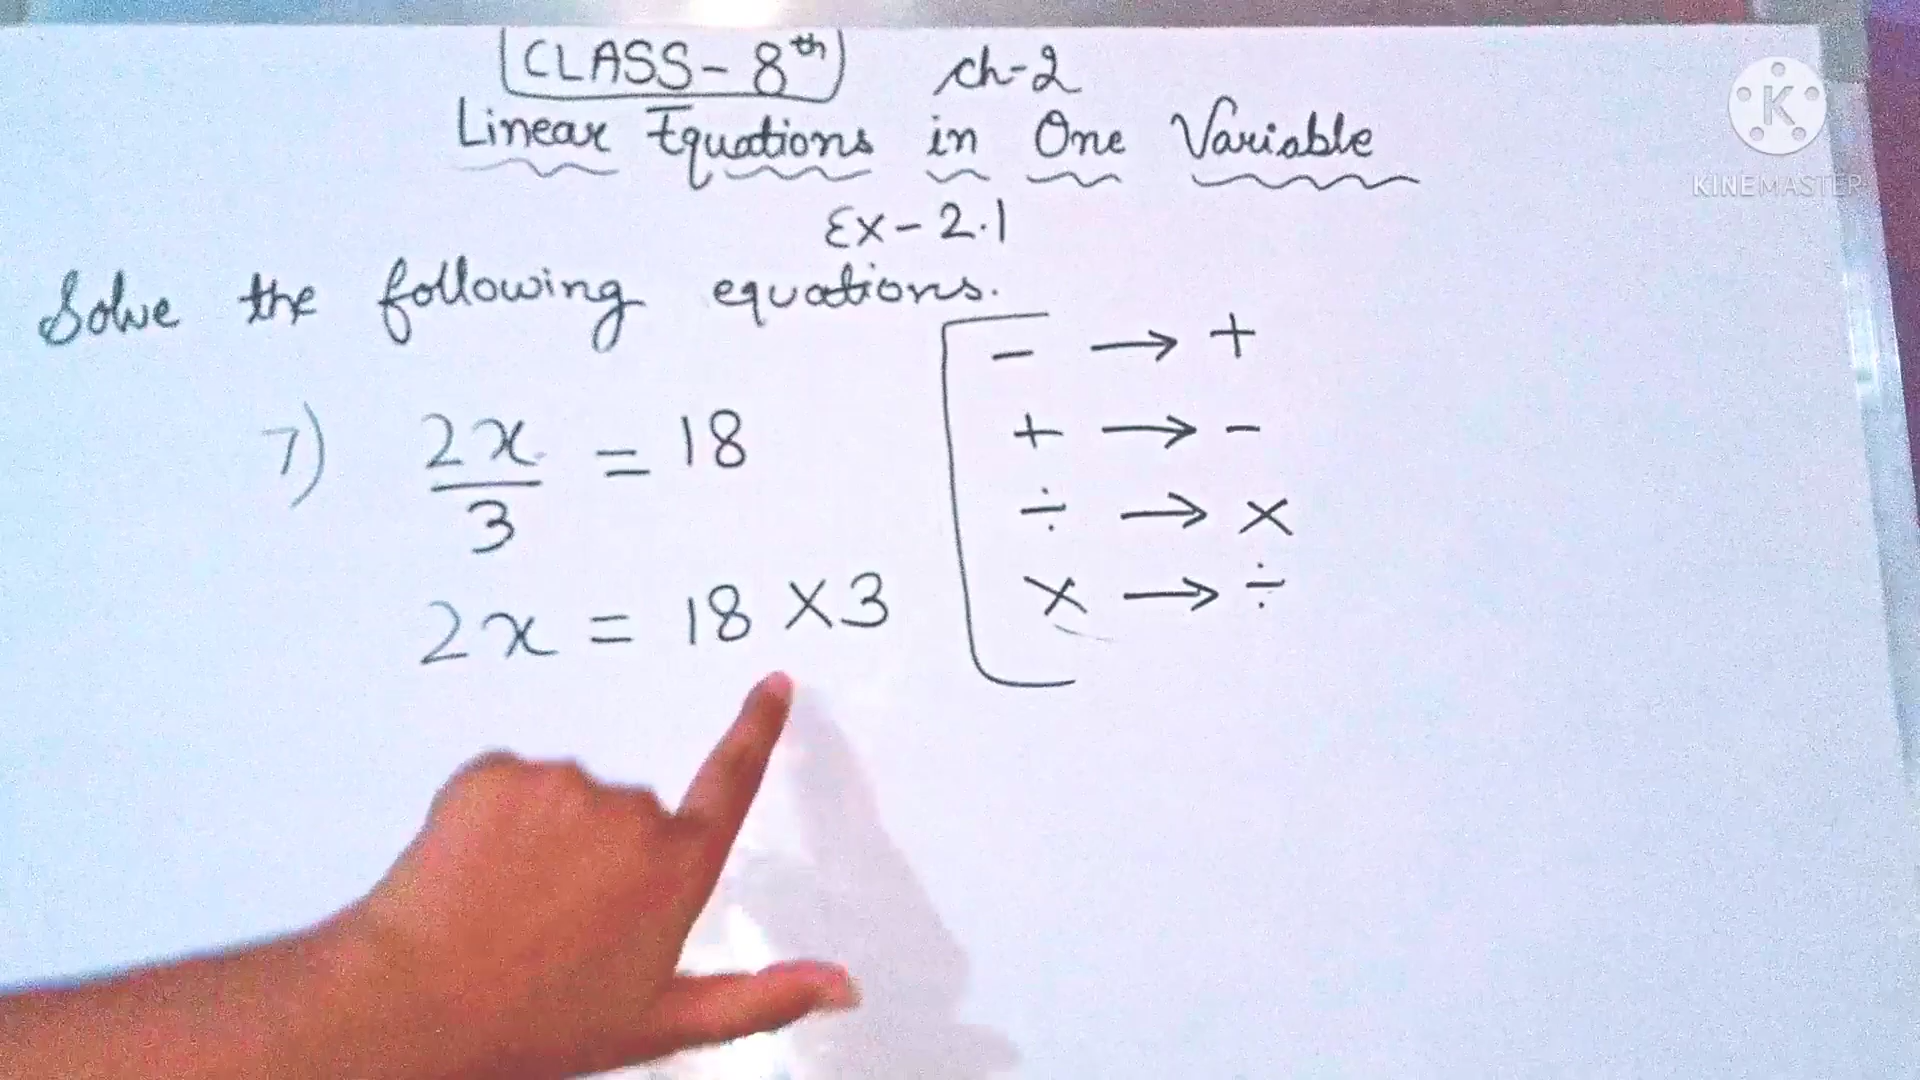 CLASS-8th ch-2
Linear Equations in One Variable
Ex-2.1
Solve the following equations.
7) 2x/3 = 18
2x = 18 × 3
- → +
+ → -
÷ → ×
× → ÷
K
KINEMASTER